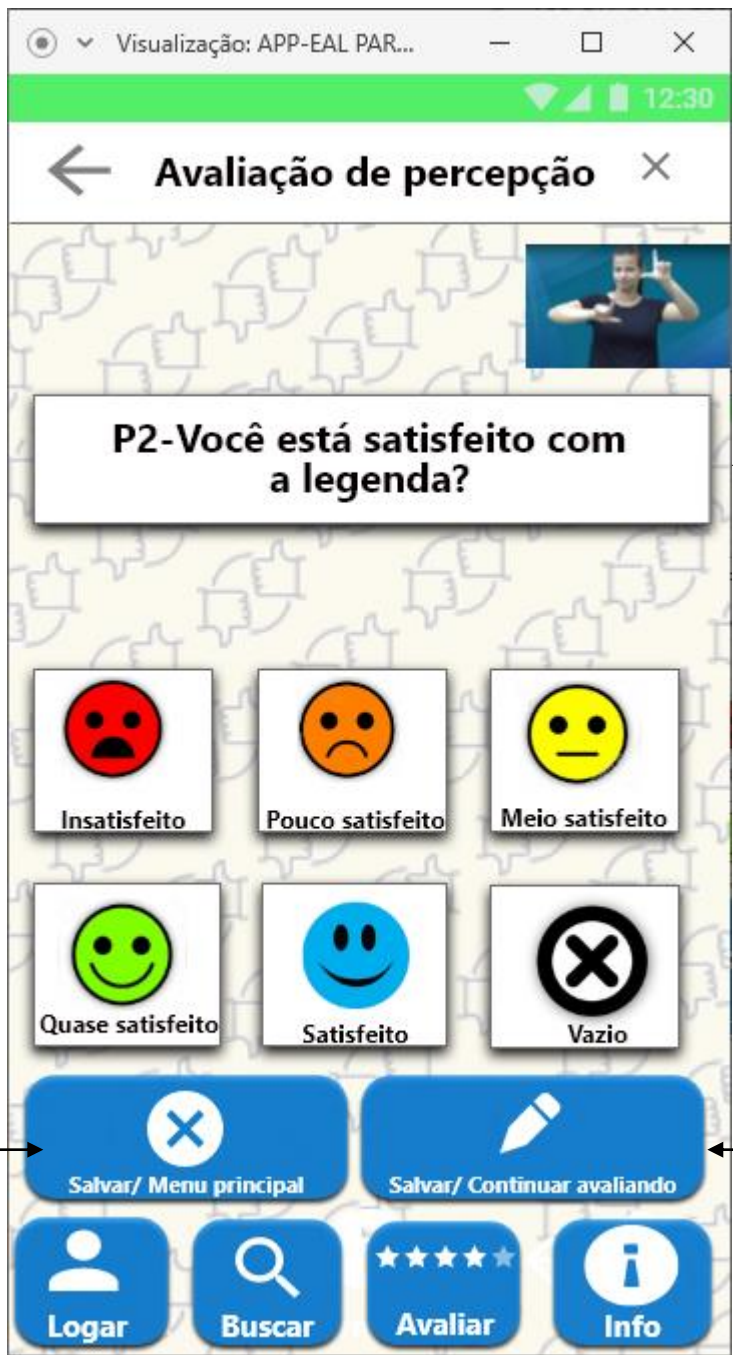 Visualização: APP-EAL PAR...
12:30
Avaliação de percepção
P2-Você está satisfeito com
a legenda?
Insatisfeito
Pouco satisfeito
Meio satisfeito
Quase satisfeito
Satisfeito
Vazio
Salvar/ Menu principal
Salvar/ Continuar avaliando
Logar
Buscar
Avaliar
Info